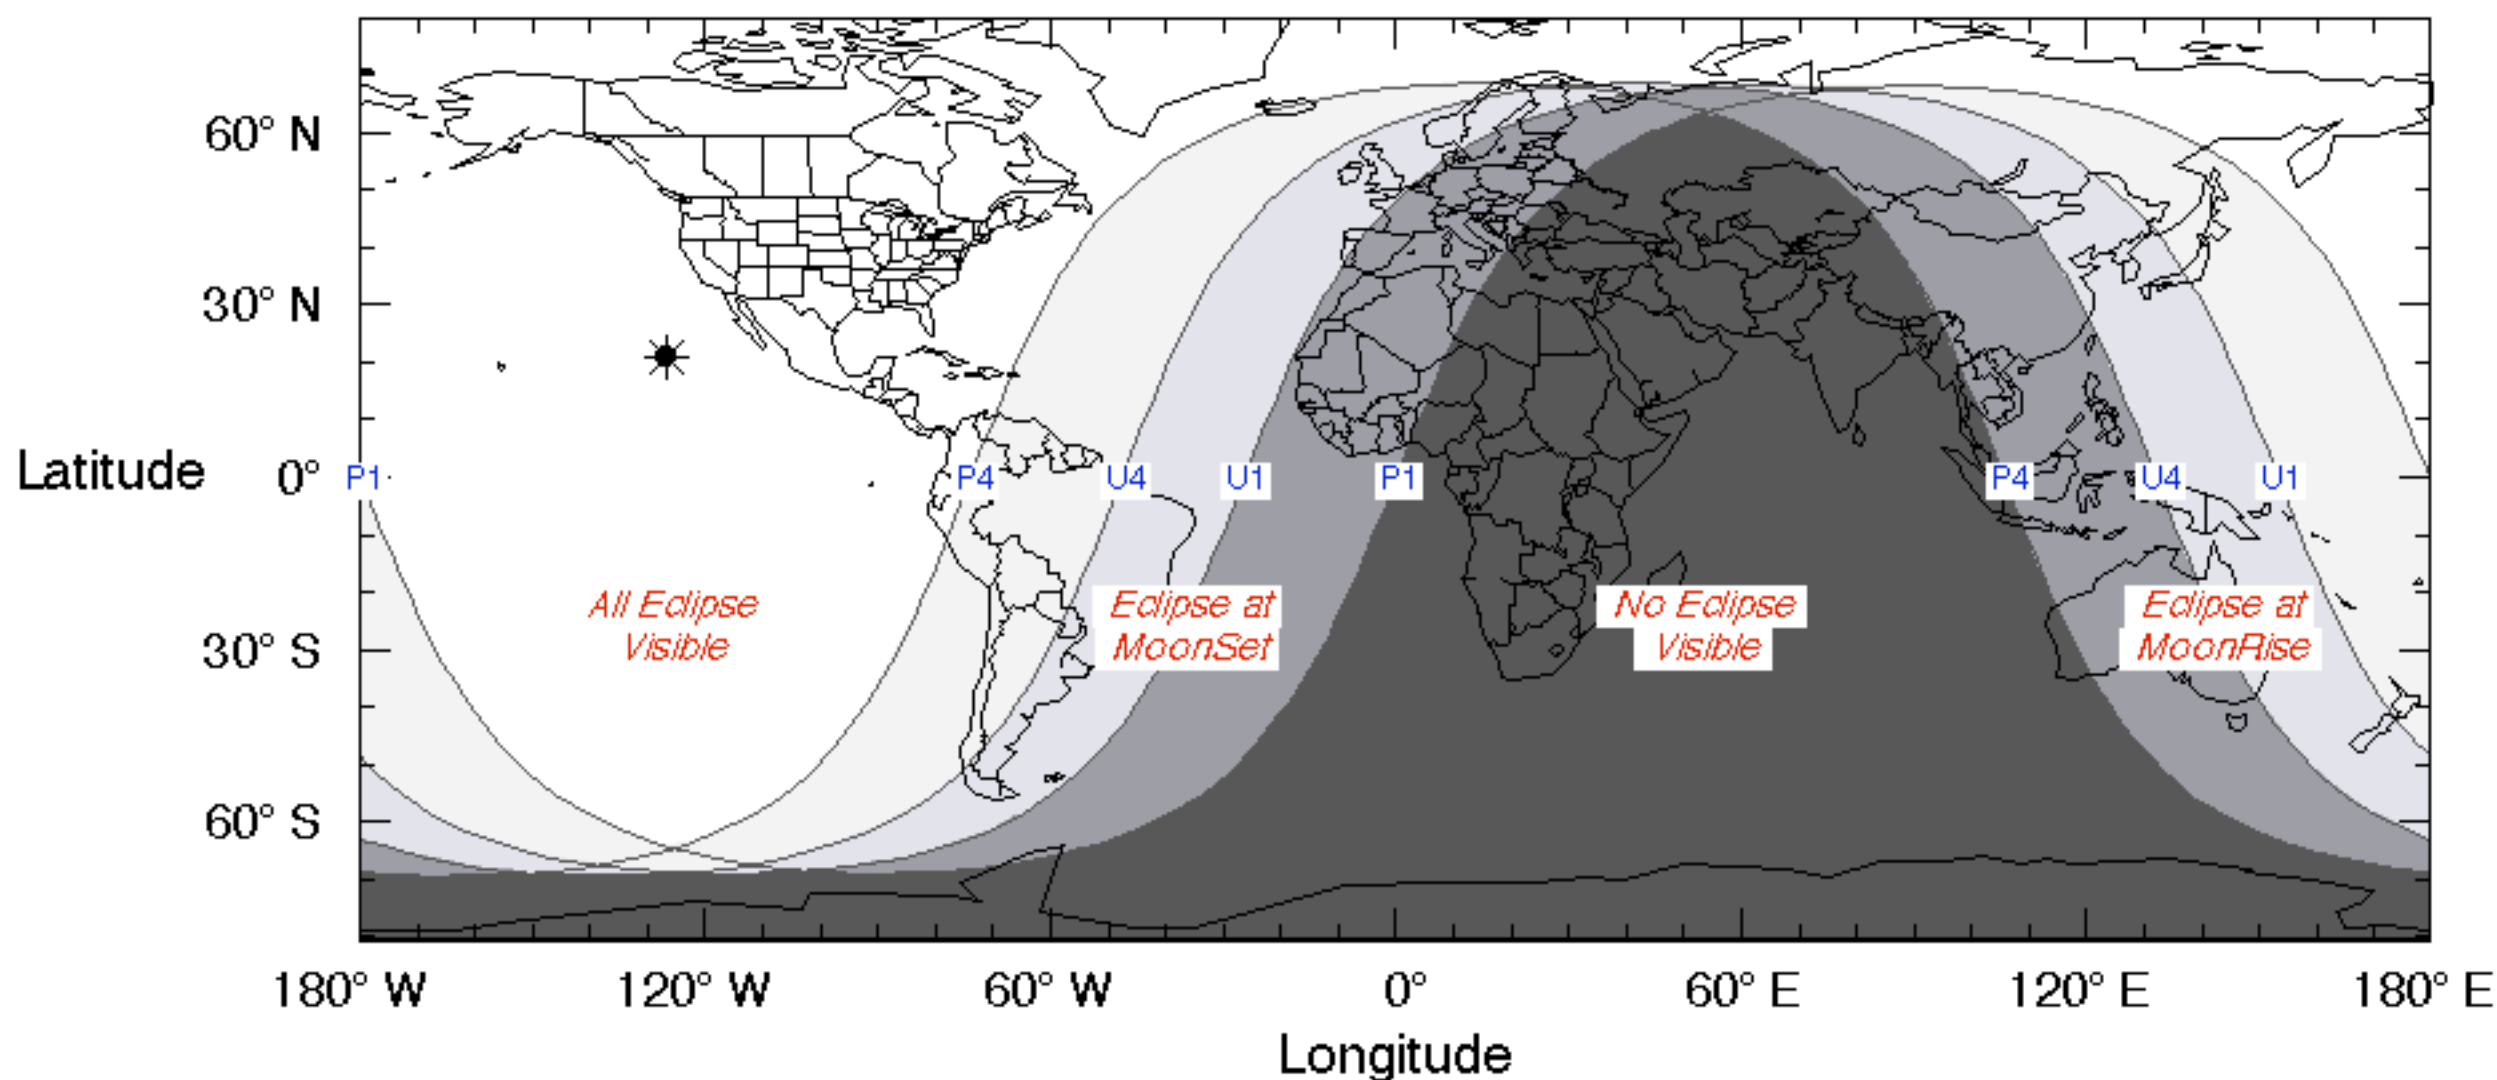 60° N
30° N
Latitude 0° P1 P4 U4 U1 P1 P4 U4 U1
All Eclipse
Visible
Eclipse at
MoonSet
No Eclipse
Visible
Eclipse at
MoonRise
30° S
60° S
180° W 120° W 60° W 0° 60° E 120° E 180° E
Longitude